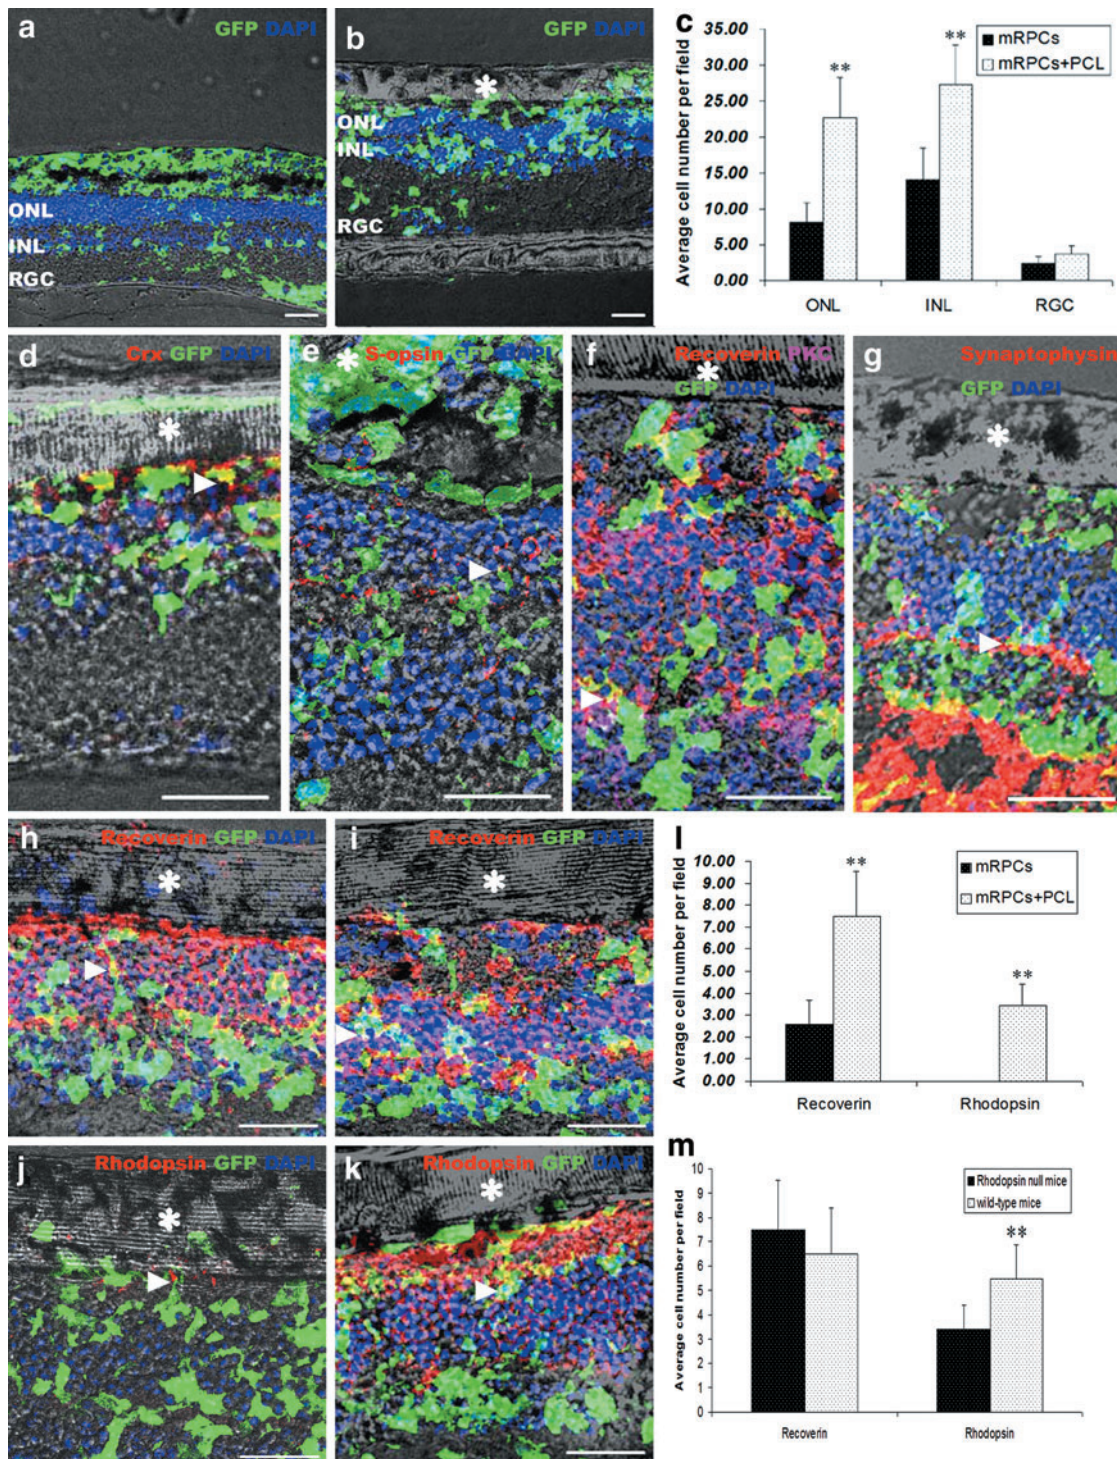 a
GFP DAPI
ONL
INL
RGC
b
GFP DAPI
*
ONL
INL
RGC
c
35.00
30.00
25.00
20.00
15.00
10.00
5.00
0.00
Average cell number per field
mRPCs
mRPCs+PCL
**
**
ONL INL RGC
d
Crx GFP DAPI
*
e
* S-opsin GFP DAPI
f
Recoverin PKC
*
GFP DAPI
g
Synaptophysin
GFP DAPI
*
h
Recoverin GFP DAPI
*
i
Recoverin GFP DAPI
*
l
10.00
9.00
8.00
7.00
6.00
5.00
4.00
3.00
2.00
1.00
0.00
Average cell number per field
mRPCs
mRPCs+PCL
**
**
Recoverin Rhodopsin
j
Rhodopsin GFP DAPI
*
k
Rhodopsin GFP DAPI
*
m
10
9
8
7
6
5
4
3
2
1
0
Average cell number per field
Rhodopsin null mice
wild-type mice
**
Recoverin Rhodopsin